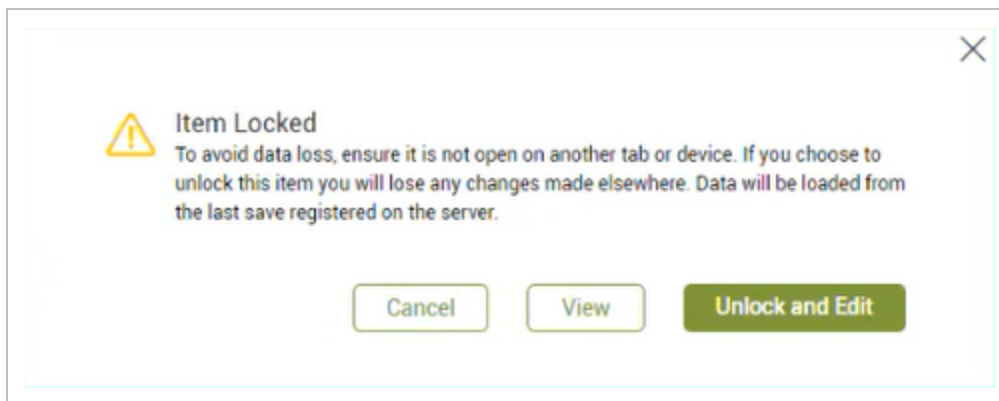 Item Locked
To avoid data loss, ensure it is not open on another tab or device. If you choose to
unlock this item you will lose any changes made elsewhere. Data will be loaded from
the last save registered on the server.
Cancel View Unlock and Edit